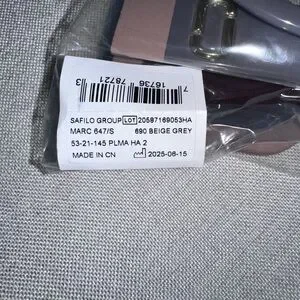 7 16736 78721 3
SAFILO GROUP LOT 20587169053HA
MARC 647/S 690 BEIGE GREY
53-21-145 PLMA HA 2
MADE IN CN 2025-06-15